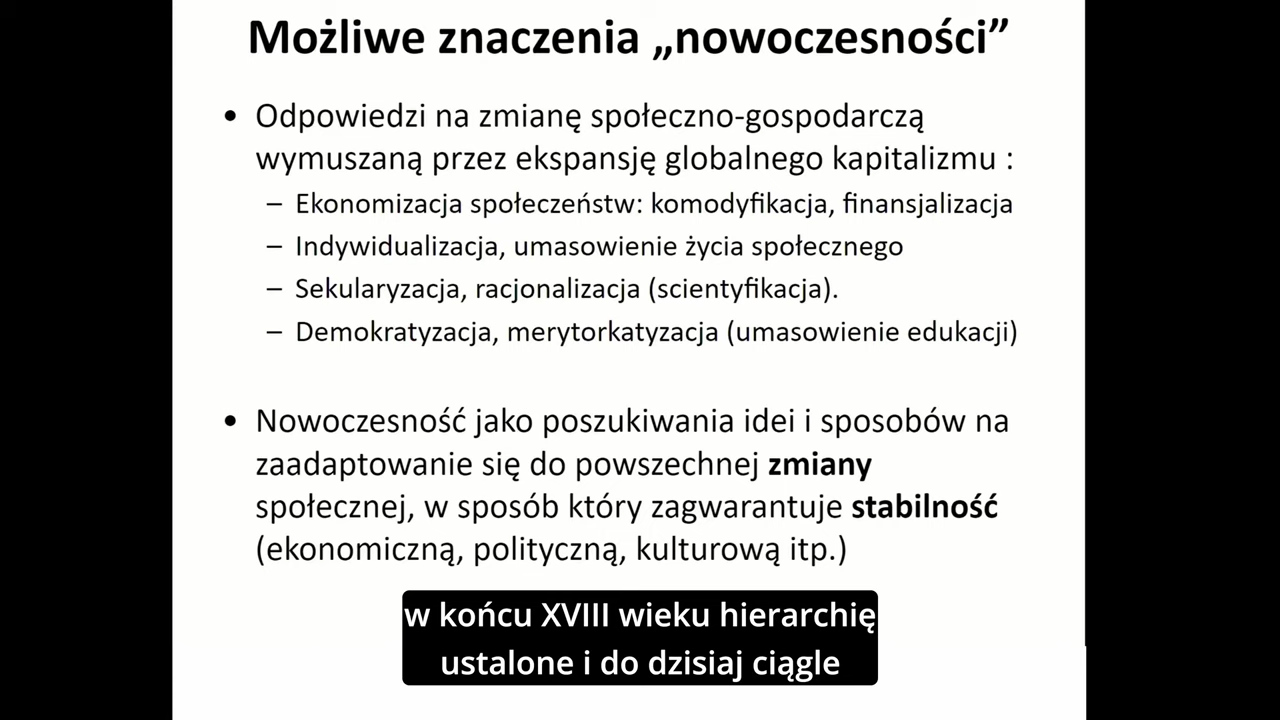 Możliwe znaczenia „nowoczesności”
• Odpowiedzi na zmianę społeczno-gospodarczą
wymuszaną przez ekspansję globalnego kapitalizmu :
– Ekonomizacja społeczeństw: komodyfikacja, finansjalizacja
– Indywidualizacja, umasowienie życia społecznego
– Sekularyzacja, racjonalizacja (scientyfikacja).
– Demokratyzacja, merytorkatyzacja (umasowienie edukacji)
• Nowoczesność jako poszukiwania idei i sposobów na
zaadaptowanie się do powszechnej zmiany
społecznej, w sposób który zagwarantuje stabilność
(ekonomiczną, polityczną, kulturową itp.)
w końcu XVIII wieku hierarchię
ustalone i do dzisiaj ciągle